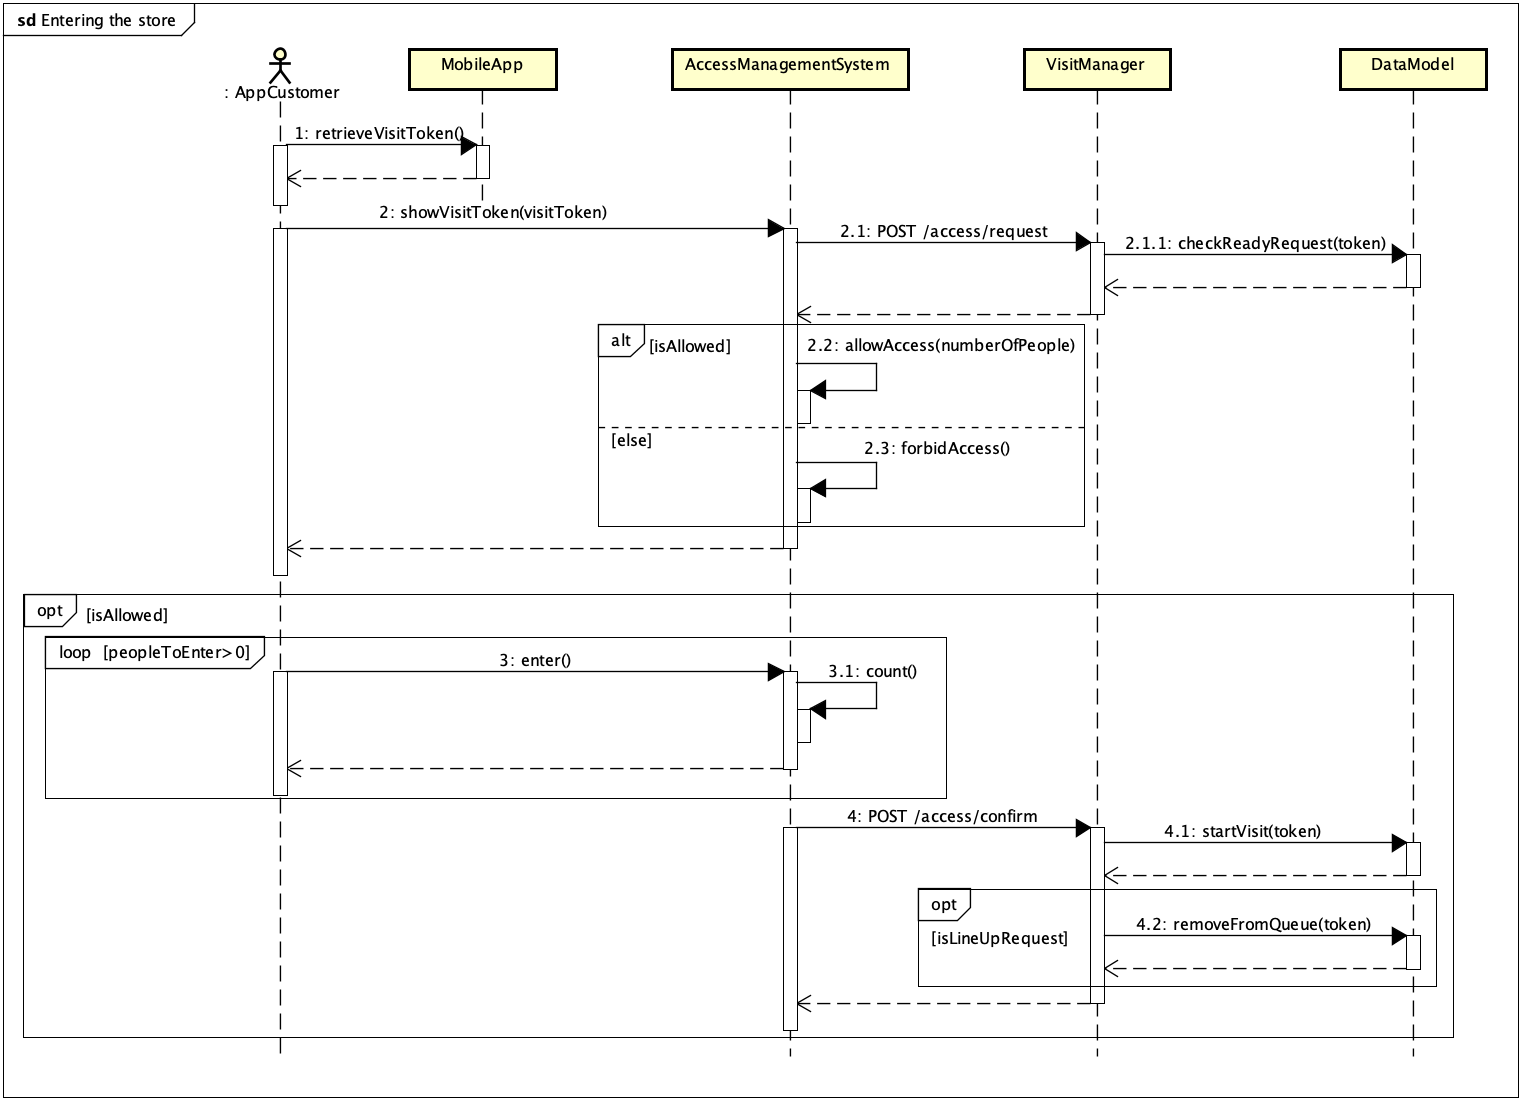 sd Entering the store
: AppCustomer
MobileApp
AccessManagementSystem
VisitManager
DataModel
1: retrieveVisitToken()
2: showVisitToken(visitToken)
2.1: POST /access/request
2.1.1: checkReadyRequest(token)
alt
[isAllowed]
2.2: allowAccess(numberOfPeople)
[else]
2.3: forbidAccess()
opt
[isAllowed]
loop [peopleToEnter>0]
3: enter()
3.1: count()
4: POST /access/confirm
4.1: startVisit(token)
opt
[isLineUpRequest]
4.2: removeFromQueue(token)